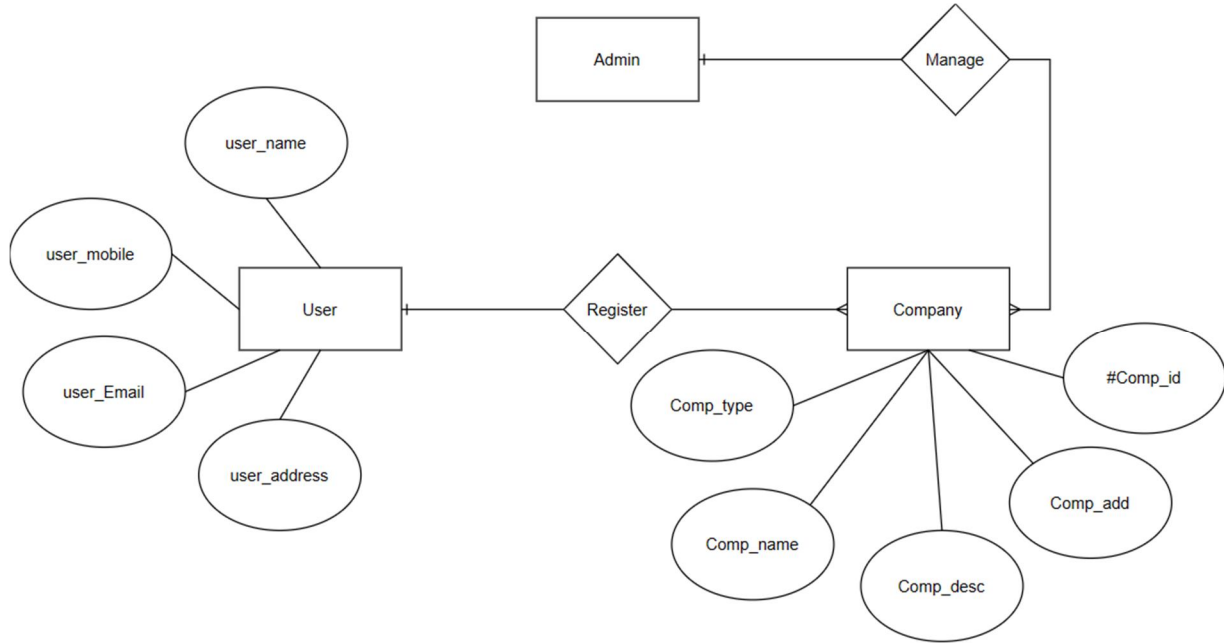 Admin
Manage
user_name
user_mobile
User
Register
Company
user_Email
#Comp_id
Comp_type
user_address
Comp_add
Comp_name
Comp_desc